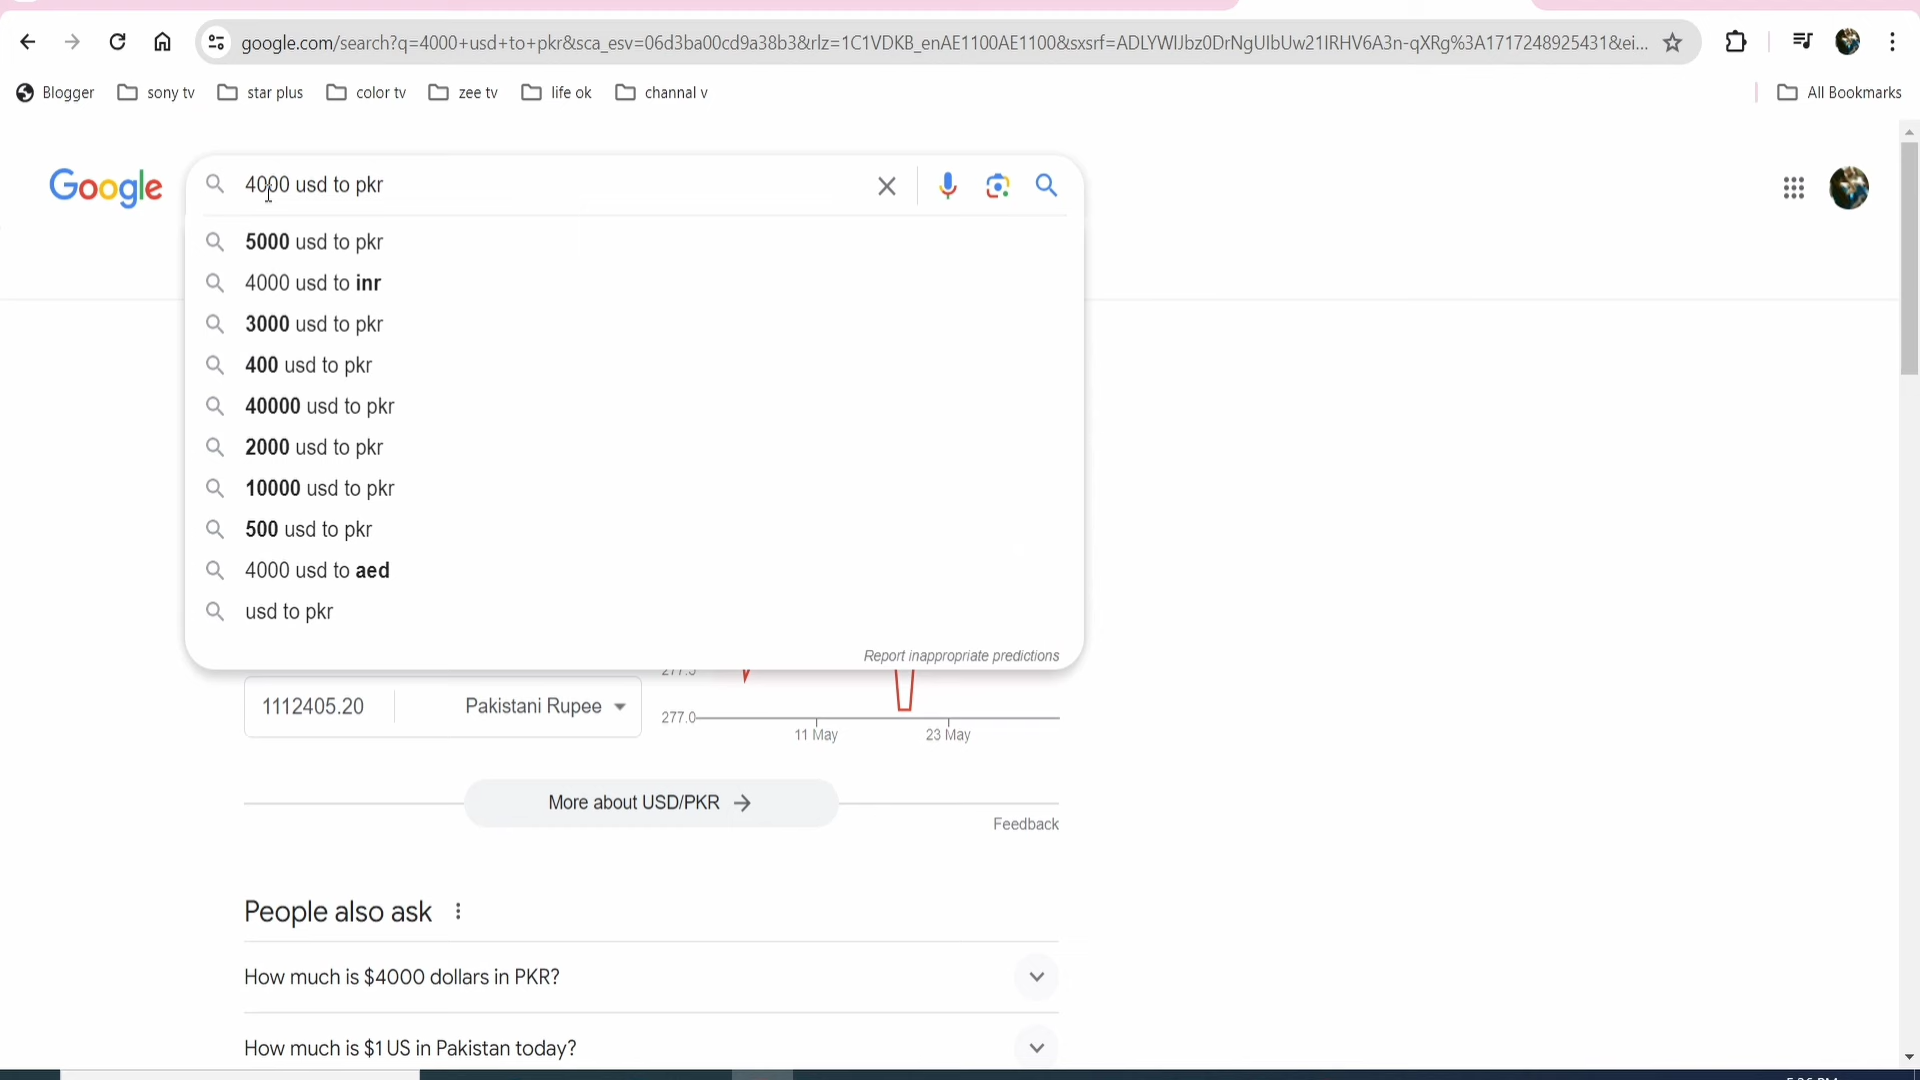 google.com/search?q=4000+usd+to+pkr&sca_esv=06d3ba00cd9a38b3&rlz=1C1VDKB_enAE1100AE1100&sxsrf=ADLYWIJbz0DrNgUIbUw21IRHV6A3n-qXRg%3A1717248925431&ei...
Blogger sony tv star plus color tv zee tv life ok channel v All Bookmarks
Google 4000 usd to pkr
5000 usd to pkr
4000 usd to inr
3000 usd to pkr
400 usd to pkr
40000 usd to pkr
2000 usd to pkr
10000 usd to pkr
500 usd to pkr
4000 usd to aed
usd to pkr
Report inappropriate predictions
1112405.20 Pakistani Rupee
277.0
11 May 23 May
More about USD/PKR
Feedback
People also ask
How much is $4000 dollars in PKR?
How much is $1 US in Pakistan today?